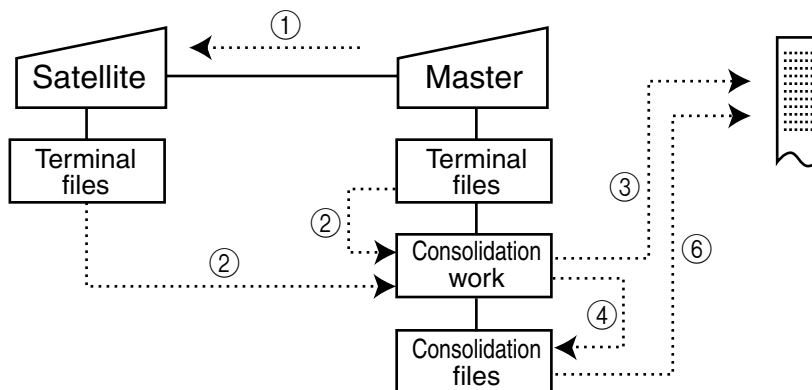 ①
Satellite
Master
Terminal
files
Terminal
files
②
②
③
Consolidation
work
④
⑥
Consolidation
files